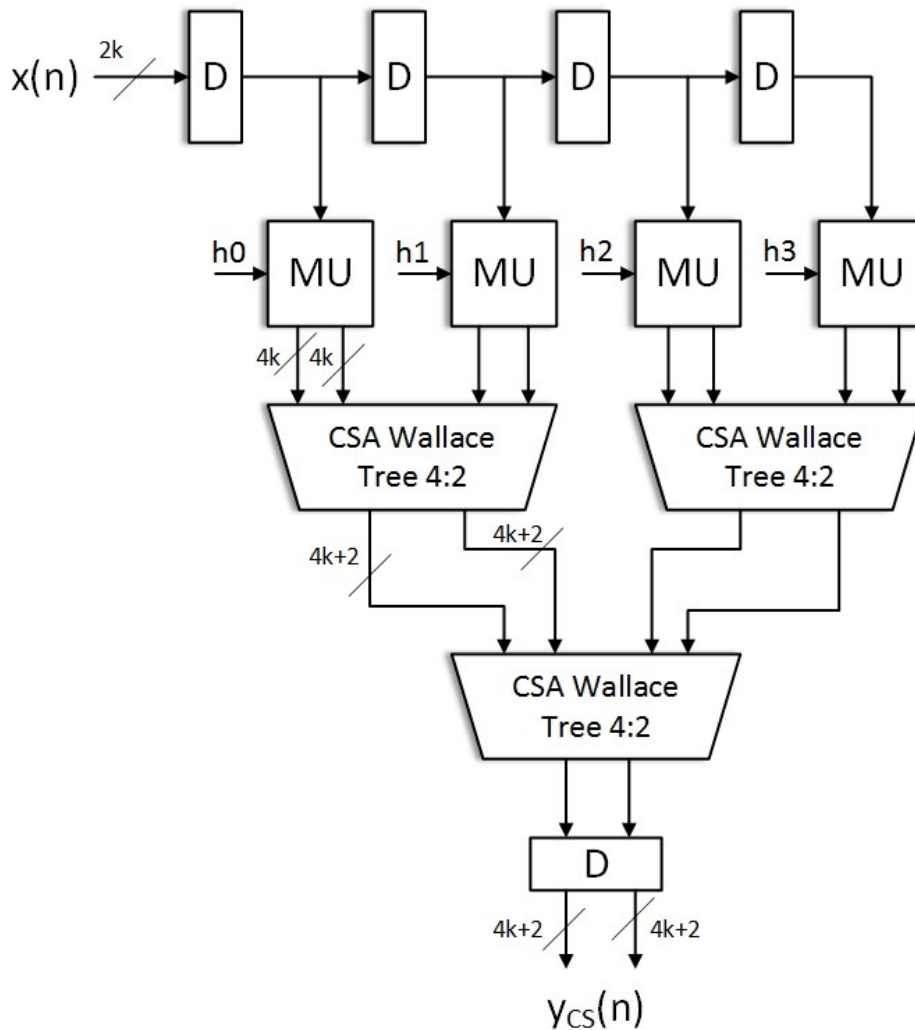 2k
x(n)
D
D
D
D
h0
MU
h1
MU
h2
MU
h3
MU
4k
4k
CSA Wallace
Tree 4:2
CSA Wallace
Tree 4:2
4k+2
4k+2
CSA Wallace
Tree 4:2
D
4k+2
4k+2
yCS(n)